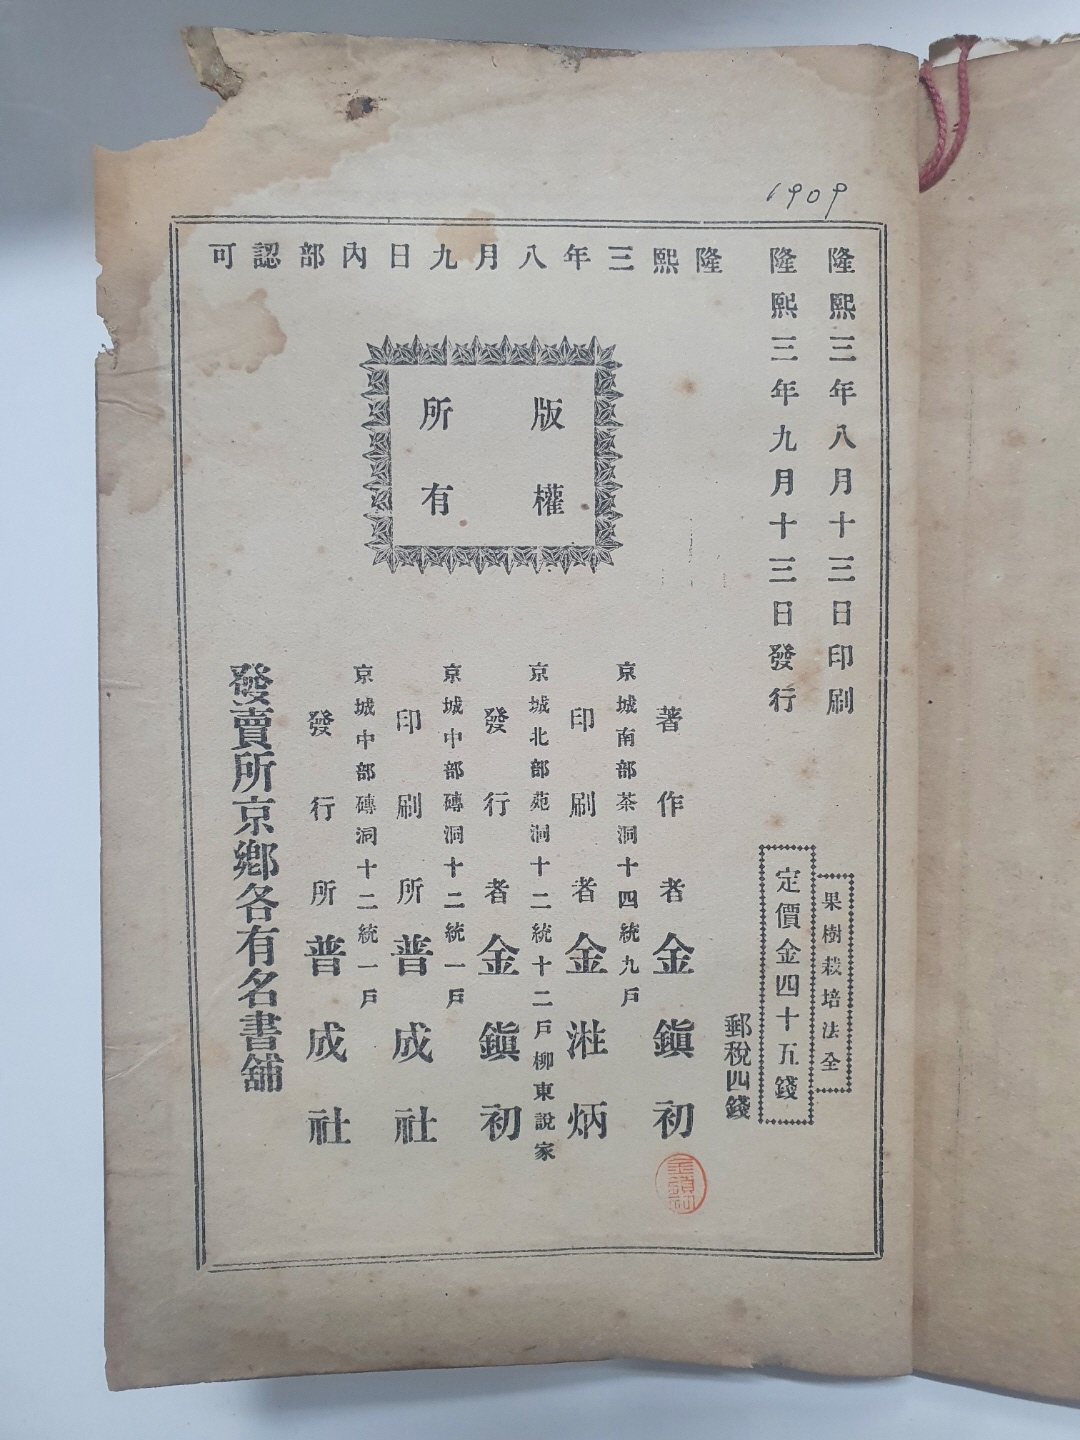 1909
隆熙三年八月十三日印刷
隆熙三年九月十三日發行
隆熙三年八月九日內部認可
版權
所有
果樹栽培法全
定價金四十五錢
郵稅四錢
著作者金鎭初
京城南部茶洞十四統九戶
印刷者金溎炳
京城北部苑洞十二統十二戶柳東說家
發行者金鎭初
京城中部磚洞十二統一戶
印刷所普成社
京城中部磚洞十二統一戶
發行所普成社
發賣所京鄉各有名書舖
金鎭初